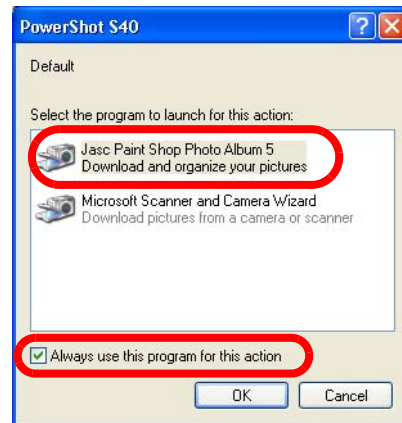 PowerShot S40
Default
Select the program to launch for this action:
Jasc Paint Shop Photo Album 5
Download and organize your pictures
Microsoft Scanner and Camera Wizard
Download pictures from a camera or scanner
Always use this program for this action
OK Cancel